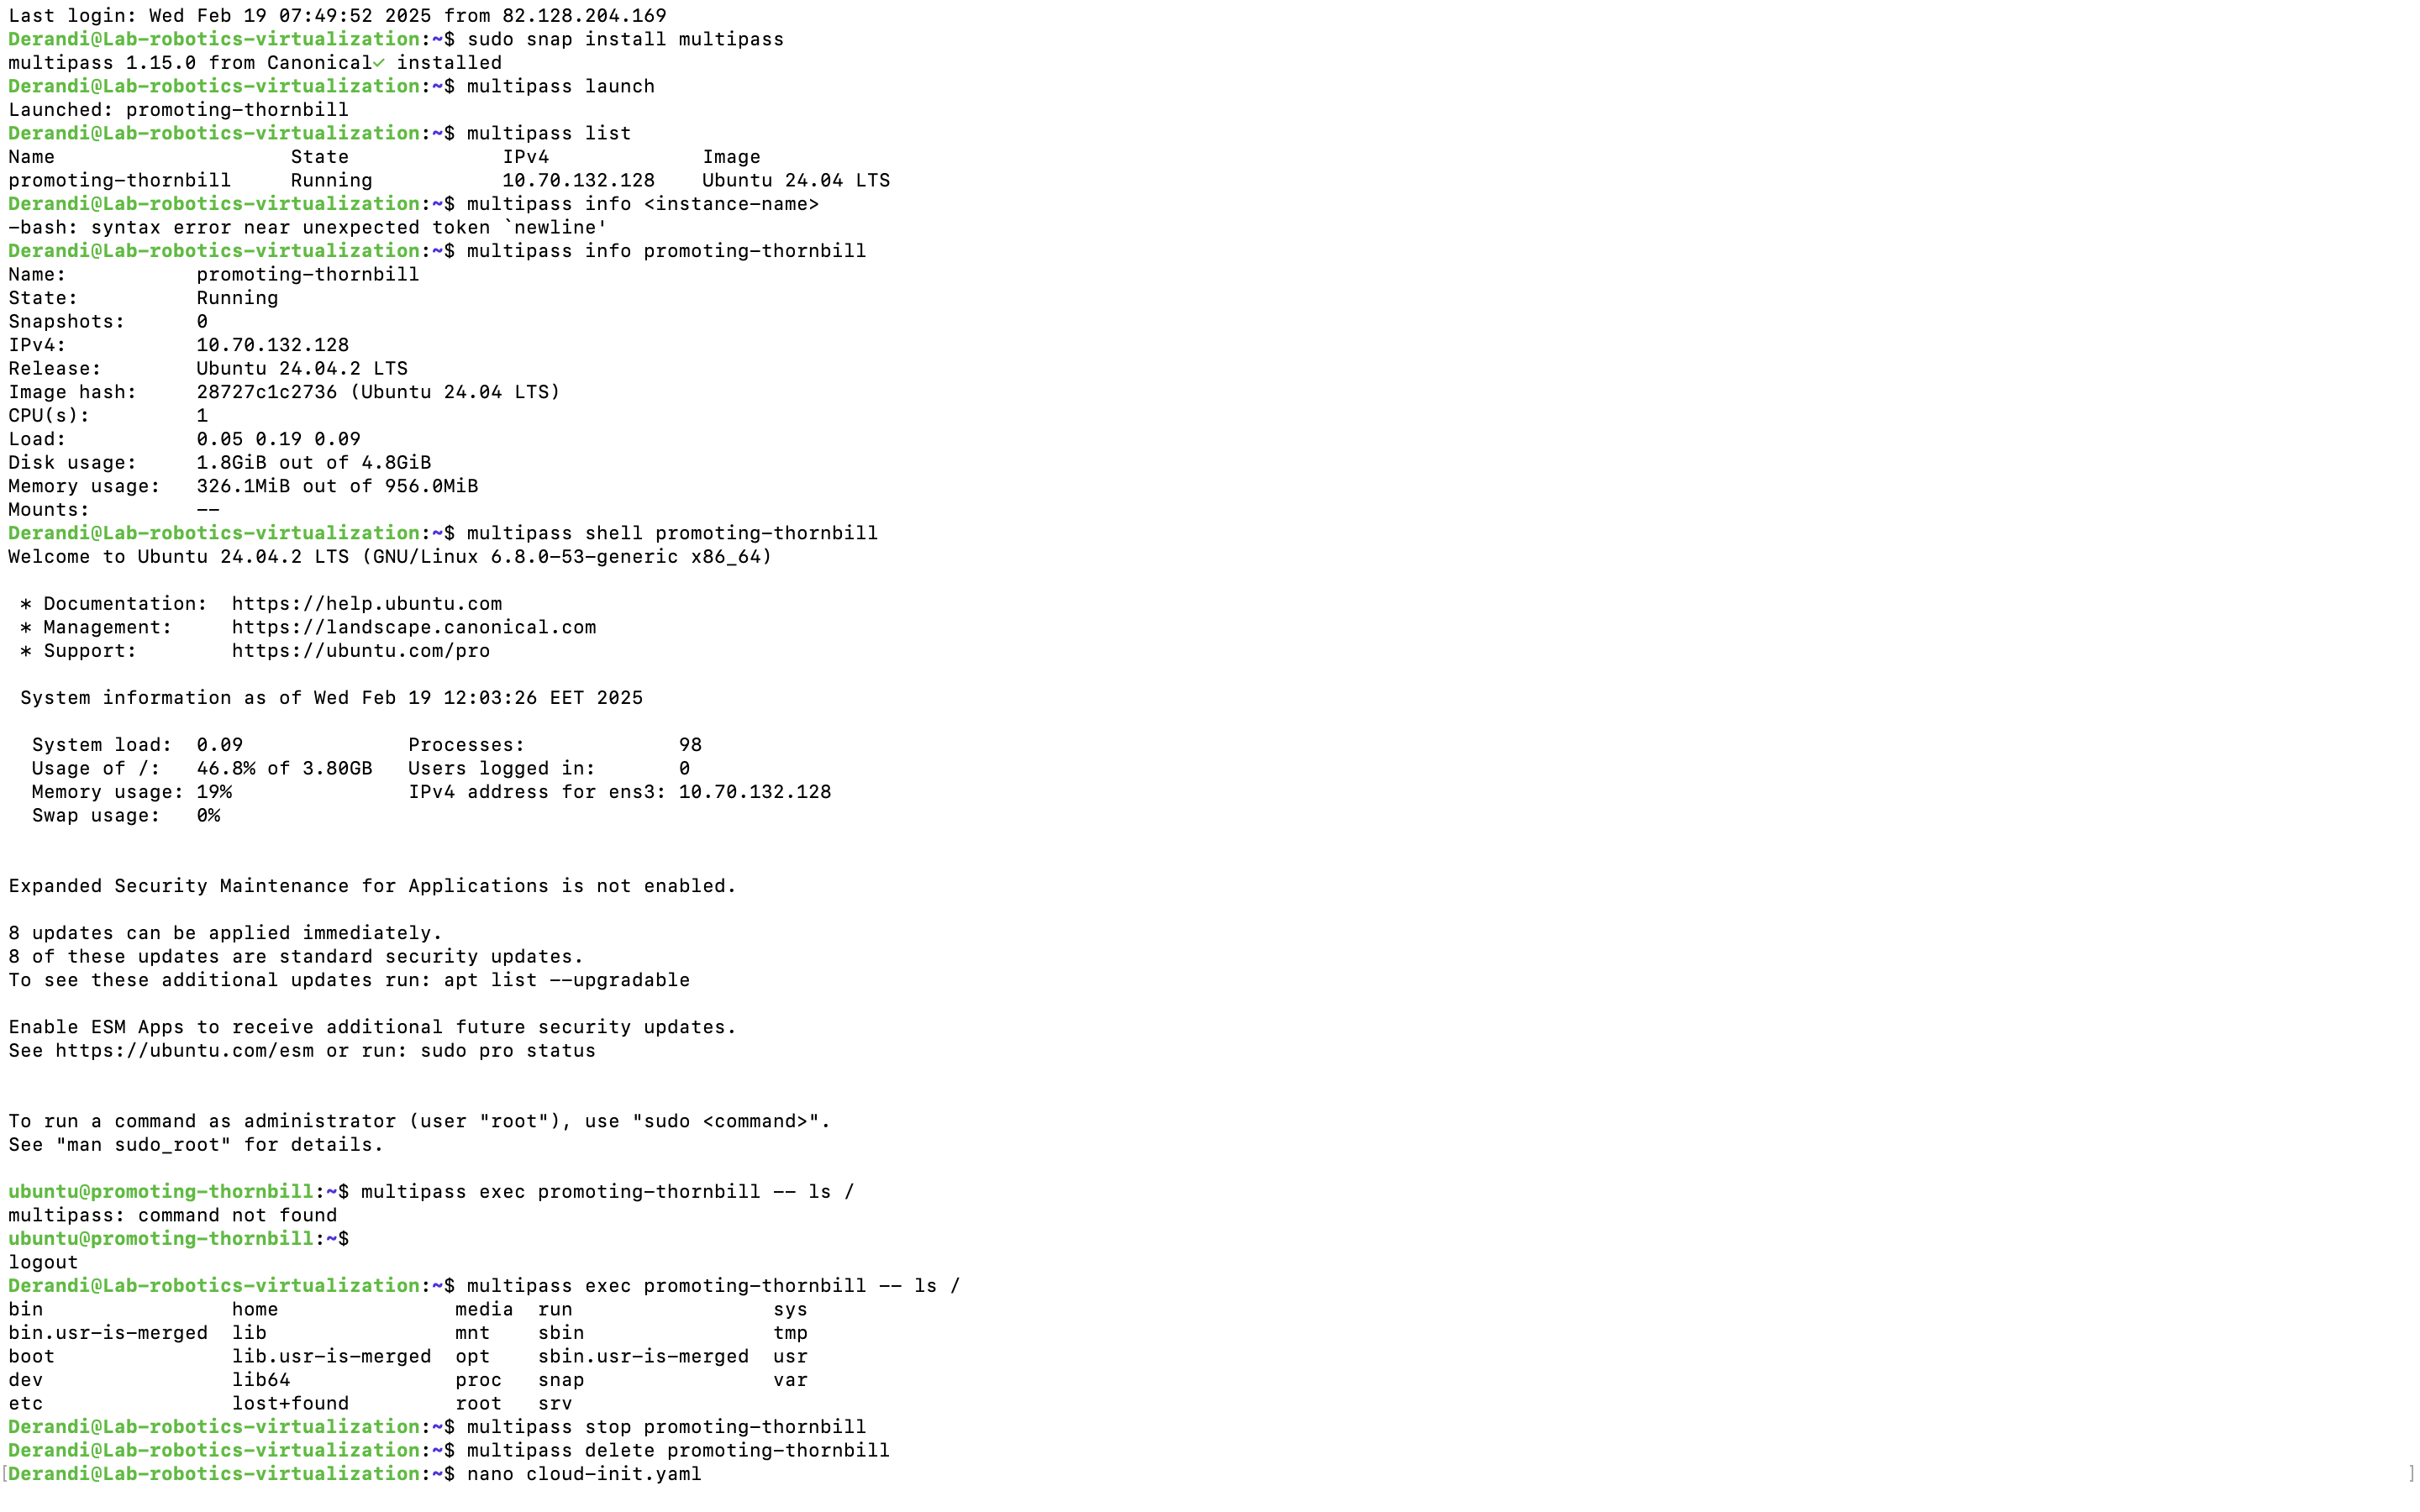 Last login: Wed Feb 19 07:49:52 2025 from 82.128.204.169
Derandi@Lab-robotics-virtualization:~$ sudo snap install multipass
multipass 1.15.0 from Canonical✓ installed
Derandi@Lab-robotics-virtualization:~$ multipass launch
Launched: promoting-thornbill
Derandi@Lab-robotics-virtualization:~$ multipass list
Name                    State             IPv4             Image
promoting-thornbill     Running           10.70.132.128    Ubuntu 24.04 LTS
Derandi@Lab-robotics-virtualization:~$ multipass info <instance-name>
-bash: syntax error near unexpected token `newline'
Derandi@Lab-robotics-virtualization:~$ multipass info promoting-thornbill
Name:           promoting-thornbill
State:          Running
Snapshots:      0
IPv4:           10.70.132.128
Release:        Ubuntu 24.04.2 LTS
Image hash:     28727c1c2736 (Ubuntu 24.04 LTS)
CPU(s):         1
Load:           0.05 0.19 0.09
Disk usage:     1.8GiB out of 4.8GiB
Memory usage:   326.1MiB out of 956.0MiB
Mounts:         --
Derandi@Lab-robotics-virtualization:~$ multipass shell promoting-thornbill
Welcome to Ubuntu 24.04.2 LTS (GNU/Linux 6.8.0-53-generic x86_64)

 * Documentation:  https://help.ubuntu.com
 * Management:     https://landscape.canonical.com
 * Support:        https://ubuntu.com/pro

 System information as of Wed Feb 19 12:03:26 EET 2025

  System load:  0.09              Processes:             98
  Usage of /:   46.8% of 3.80GB   Users logged in:       0
  Memory usage: 19%               IPv4 address for ens3: 10.70.132.128
  Swap usage:   0%

Expanded Security Maintenance for Applications is not enabled.

8 updates can be applied immediately.
8 of these updates are standard security updates.
To see these additional updates run: apt list --upgradable

Enable ESM Apps to receive additional future security updates.
See https://ubuntu.com/esm or run: sudo pro status

To run a command as administrator (user "root"), use "sudo <command>".
See "man sudo_root" for details.

ubuntu@promoting-thornbill:~$ multipass exec promoting-thornbill -- ls /
multipass: command not found
ubuntu@promoting-thornbill:~$
logout
Derandi@Lab-robotics-virtualization:~$ multipass exec promoting-thornbill -- ls /
bin                home               media  run                 sys
bin.usr-is-merged  lib                mnt    sbin                tmp
boot               lib.usr-is-merged  opt    sbin.usr-is-merged  usr
dev                lib64              proc   snap                var
etc                lost+found         root   srv
Derandi@Lab-robotics-virtualization:~$ multipass stop promoting-thornbill
Derandi@Lab-robotics-virtualization:~$ multipass delete promoting-thornbill
[Derandi@Lab-robotics-virtualization:~$ nano cloud-init.yaml ]